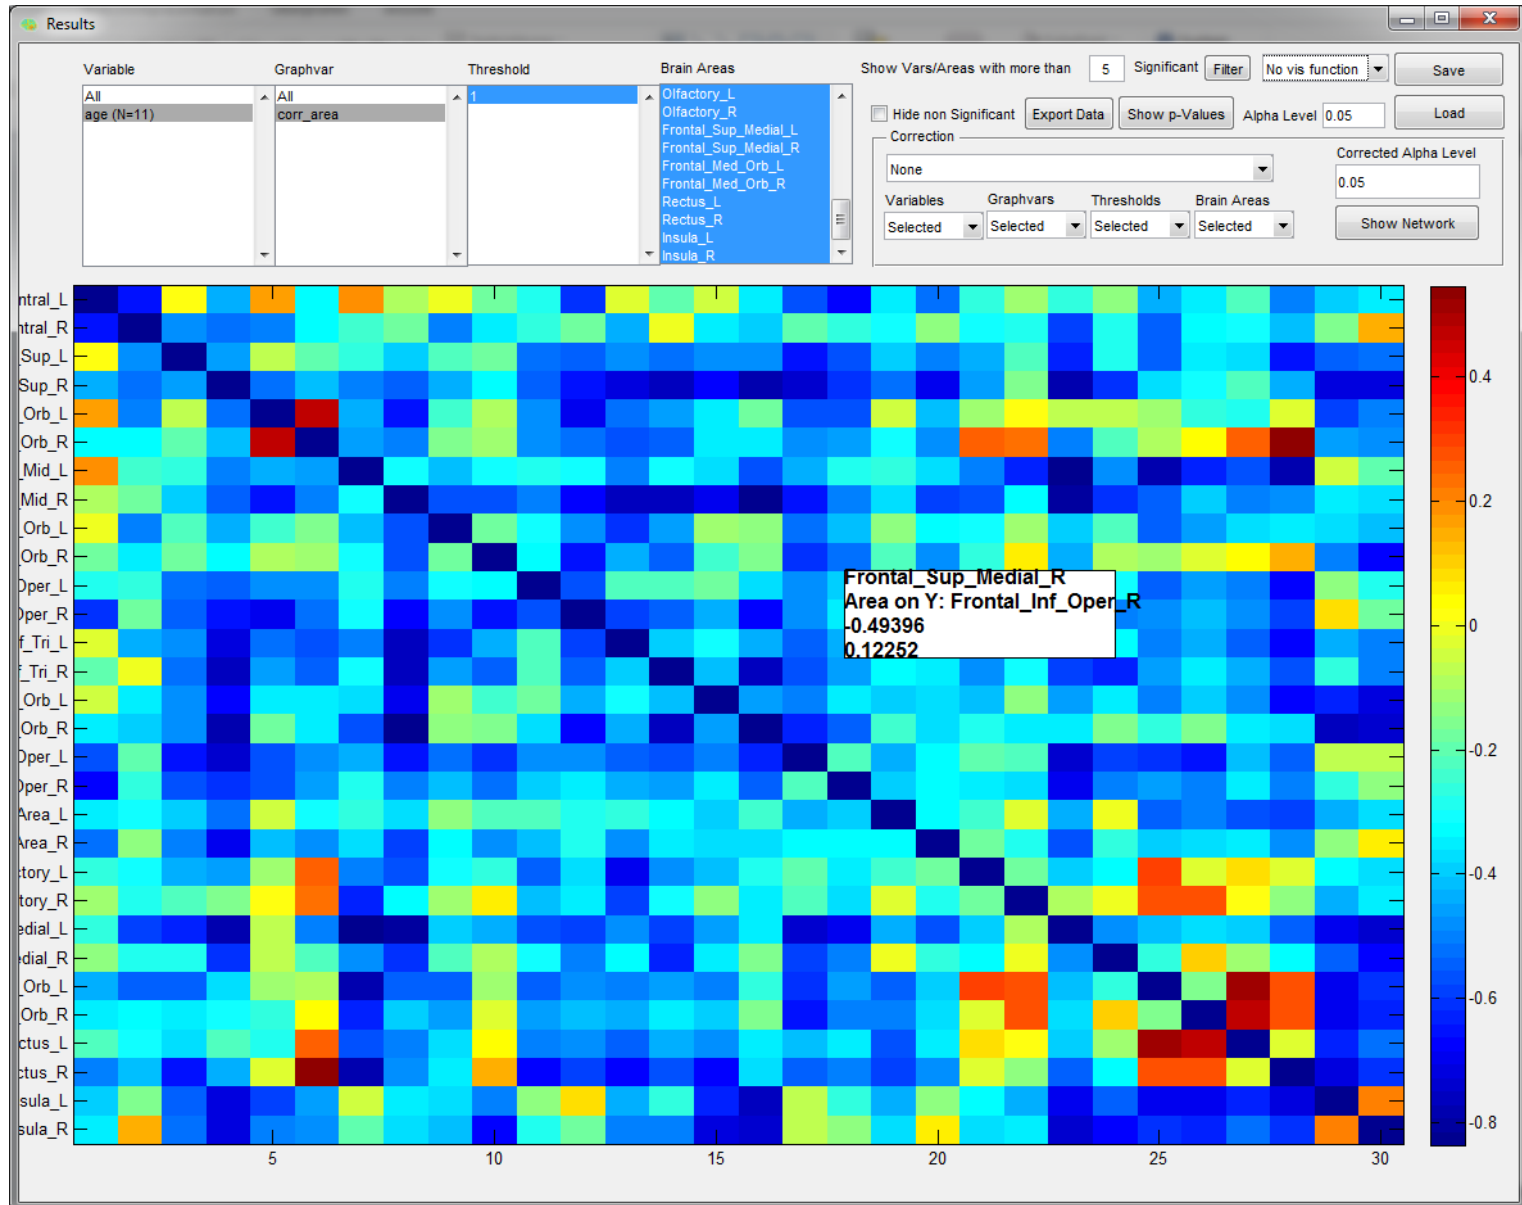 Results
Variable
Graphvar
Threshold
Brain Areas
Show Vars/Areas with more than 5 Significant Filter
No vis function
Save
All
age (N=11)
All
corr_area
1
Olfactory_L
Olfactory_R
Frontal_Sup_Medial_L
Frontal_Sup_Medial_R
Frontal_Med_Orb_L
Frontal_Med_Orb_R
Rectus_L
Rectus_R
Insula_L
Insula_R
Hide non Significant
Export Data
Show p-Values
Alpha Level 0.05
Load
Correction
None
Corrected Alpha Level
0.05
Variables
Graphvars
Thresholds
Brain Areas
Selected
Selected
Selected
Selected
Show Network
ntral_L
ntral_R
Sup_L
Sup_R
Orb_L
Orb_R
Mid_L
Mid_R
Orb_L
Orb_R
Oper_L
Oper_R
f_Tri_L
f_Tri_R
Orb_L
Orb_R
Oper_L
Oper_R
Area_L
Area_R
tory_L
tory_R
edial_L
edial_R
Orb_L
Orb_R
ctus_L
ctus_R
sula_L
sula_R
Frontal_Sup_Medial_R
Area on Y: Frontal_Inf_Oper_R
-0.49396
0.12252
5
10
15
20
25
30
0.4
0.2
0
-0.2
-0.4
-0.6
-0.8